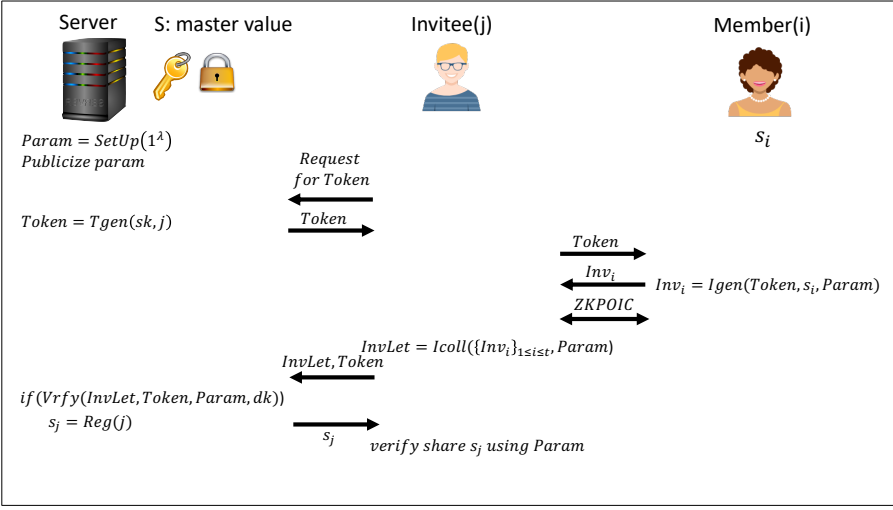 Server
S: master value
Invitee(j)
Member(i)
s_i
Param = SetUp(1^λ)
Publicize param
Request
for Token
Token = Tgen(sk, j)
Token
Token
Inv_i
Inv_i = Igen(Token, s_i, Param)
ZKPOIC
InvLet = Icoll({Inv_i}_{1≤i≤t}, Param)
InvLet, Token
if(Vrfy(InvLet, Token, Param, dk))
s_j = Reg(j)
s_j
verify share s_j using Param